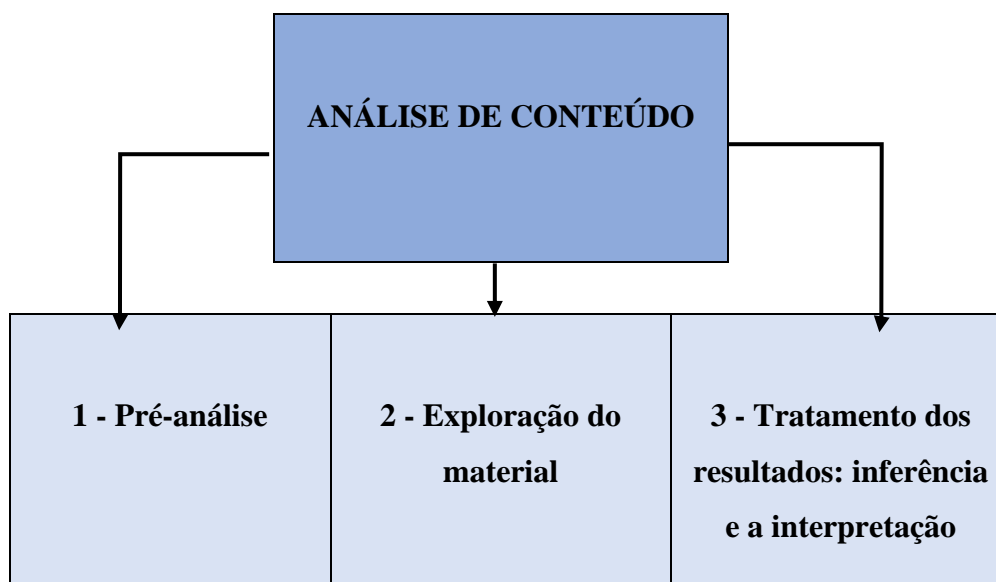 ANÁLISE DE CONTEÚDO
1 - Pré-análise
2 - Exploração do
material
3 - Tratamento dos
resultados: inferência
e a interpretação